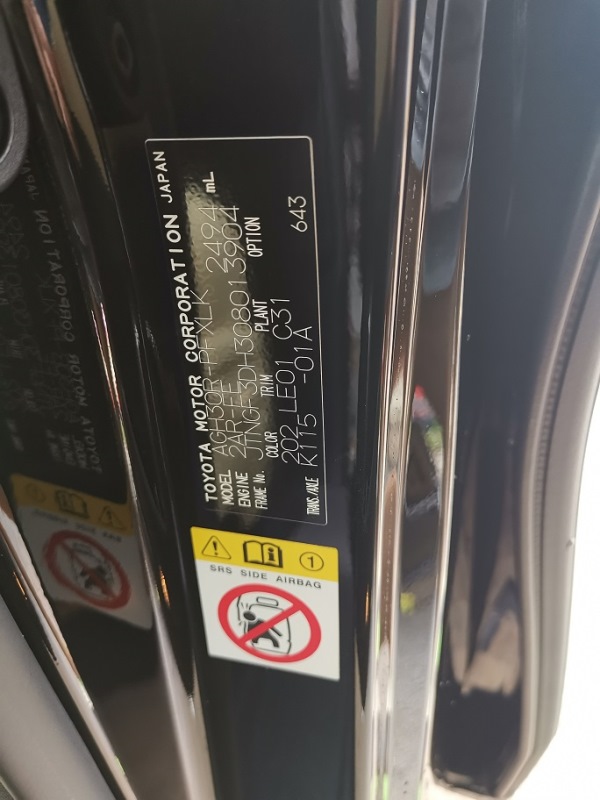 TOYOTA MOTOR CORPORATION JAPAN
MODEL AGH30R-PFXLK
ENGINE 2AR-FE 2494 mL
FRAME No. JTNGF3DH308013904
COLOR TRIM PLANT OPTION
202 LE01 C31
TRANS./AXLE K115 -01A 643
1
SRS SIDE AIRBAG